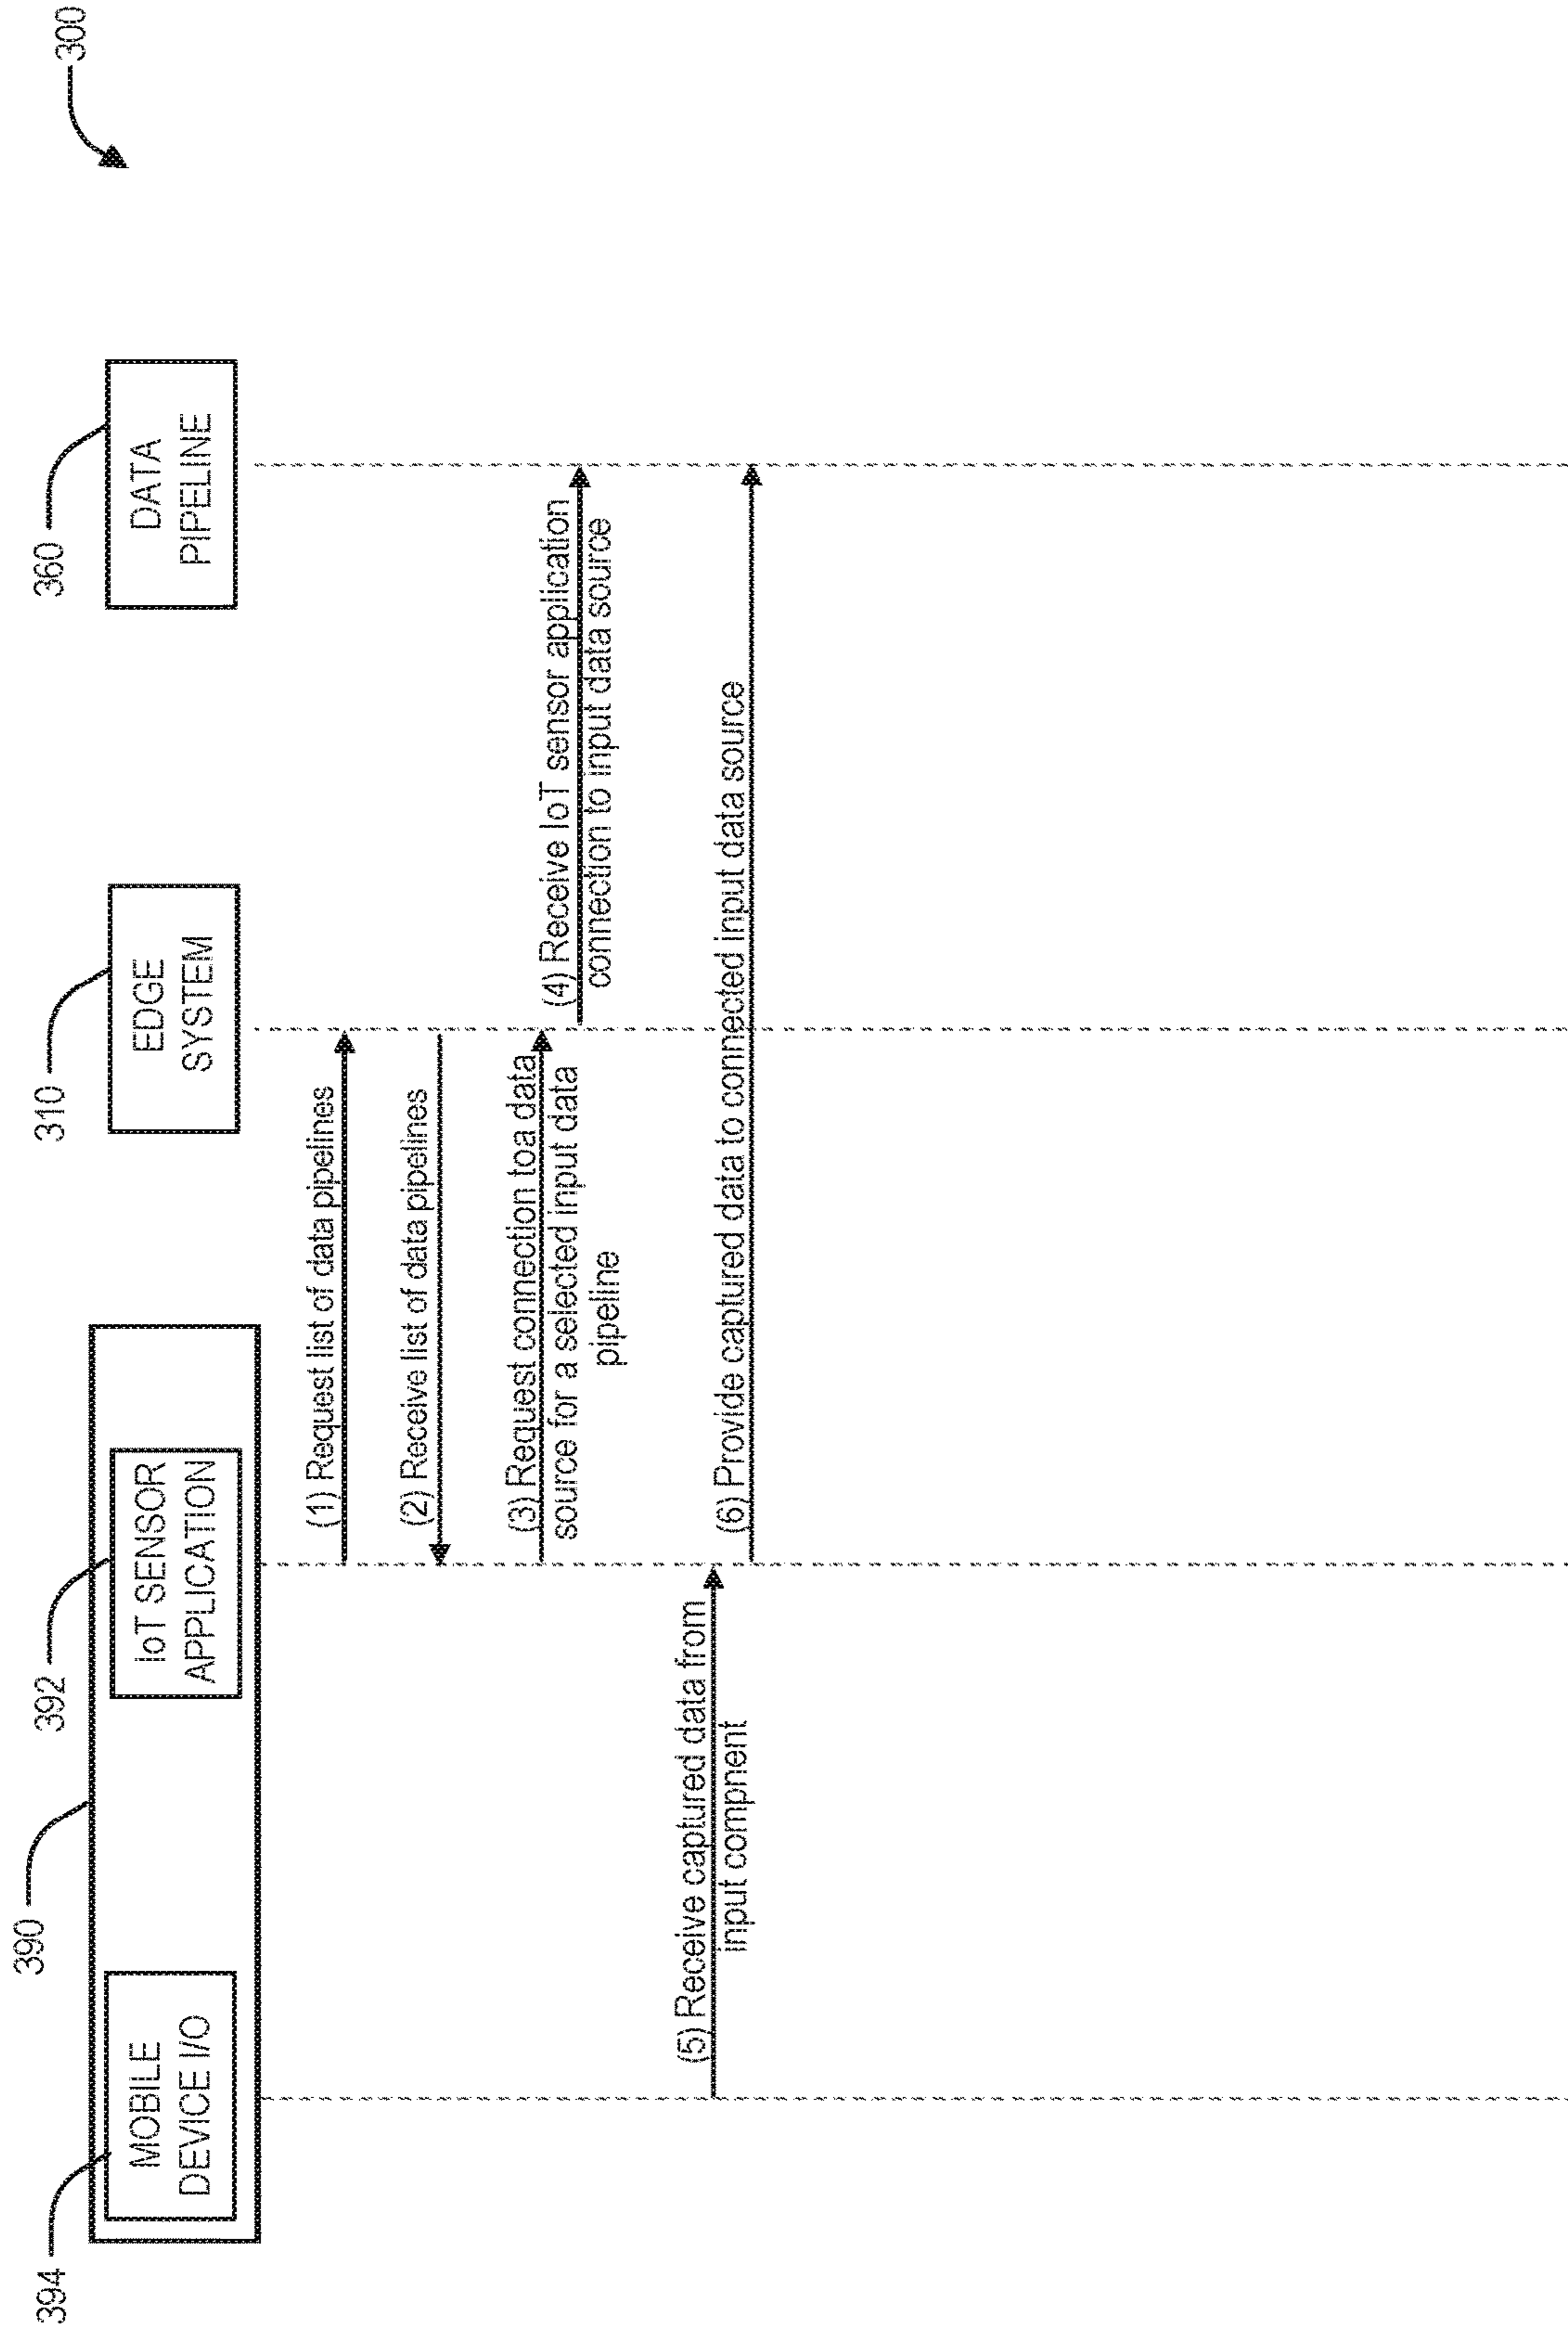 300
394
390
392
310
360
MOBILE
DEVICE I/O
IoT SENSOR
APPLICATION
EDGE
SYSTEM
DATA
PIPELINE
(1) Request list of data pipelines
(2) Receive list of data pipelines
(3) Request connection toa data
source for a selected input data
pipeline
(4) Receive IoT sensor application
connection to input data source
(5) Receive captured data from
input compnent
(6) Provide captured data to connected input data source